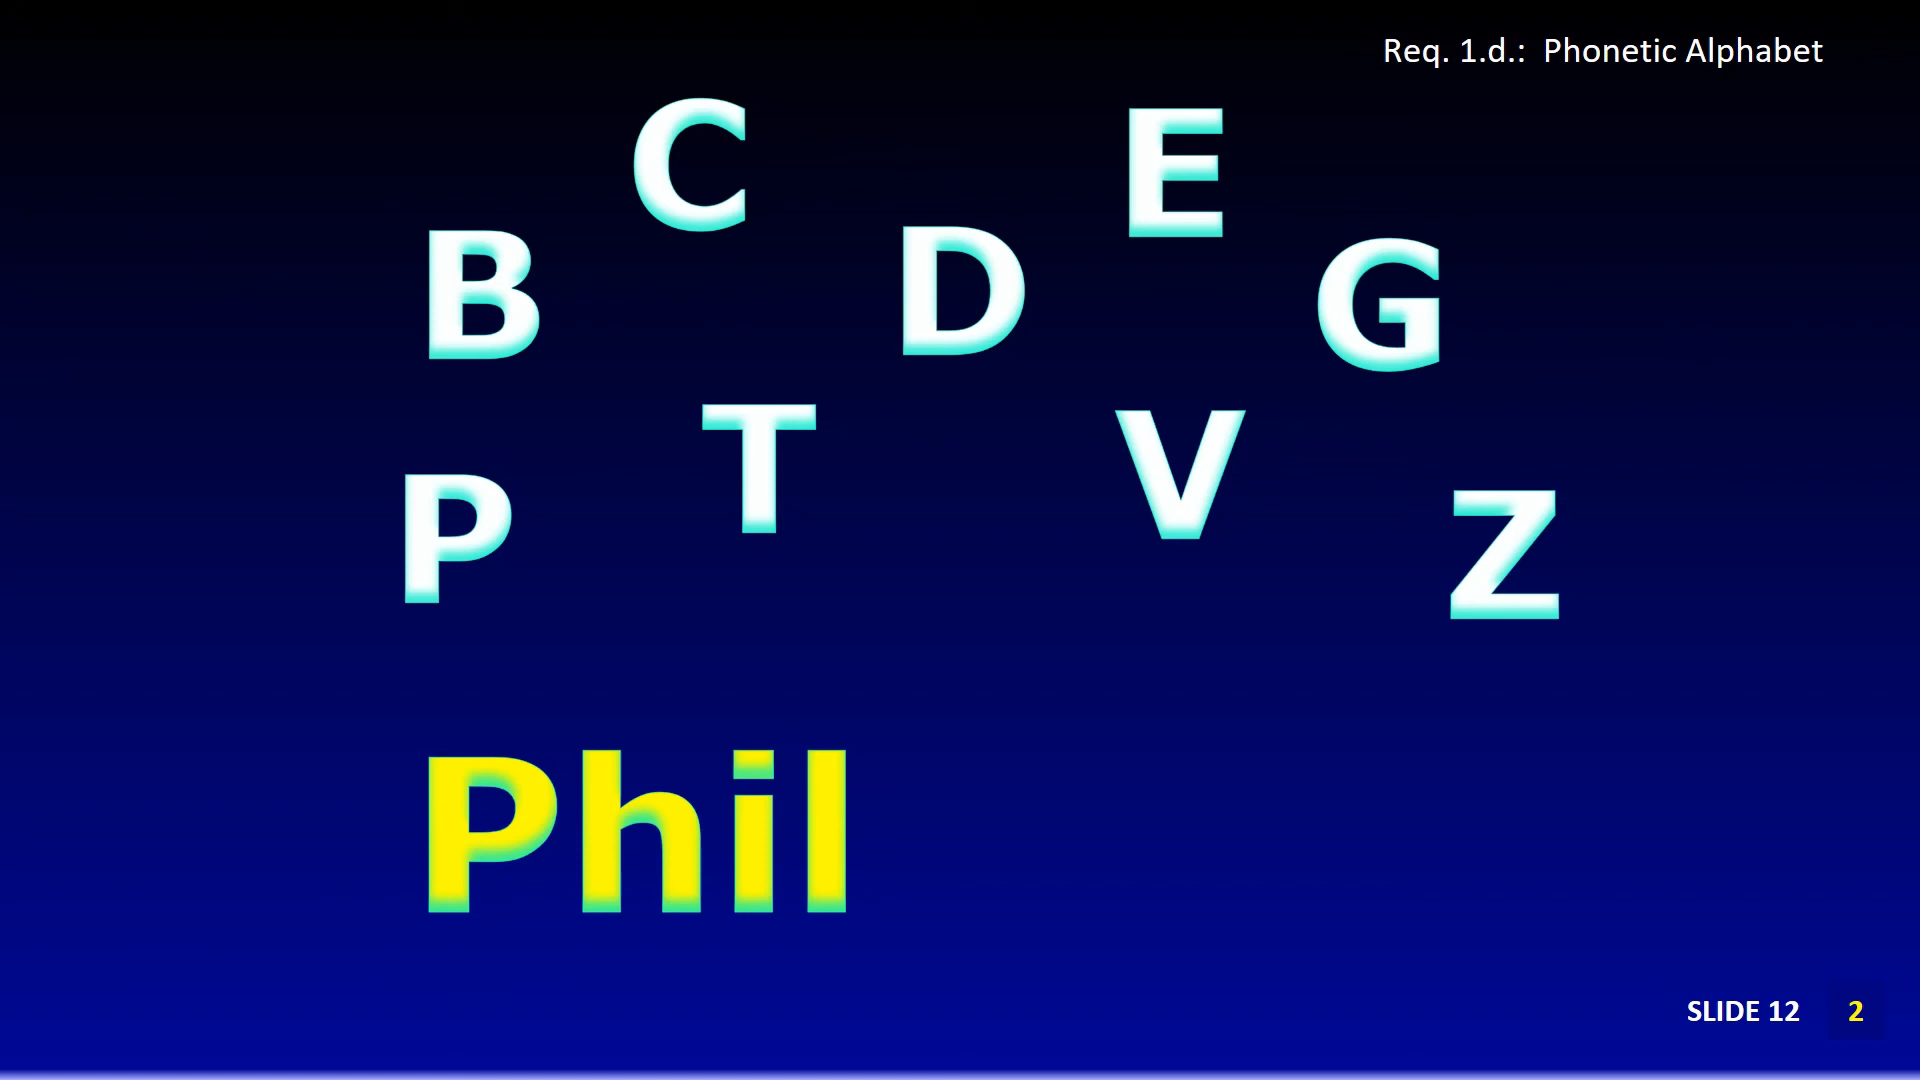 Req. 1.d.: Phonetic Alphabet
C E
B D G
T V
P Z
Phil
SLIDE 12 2